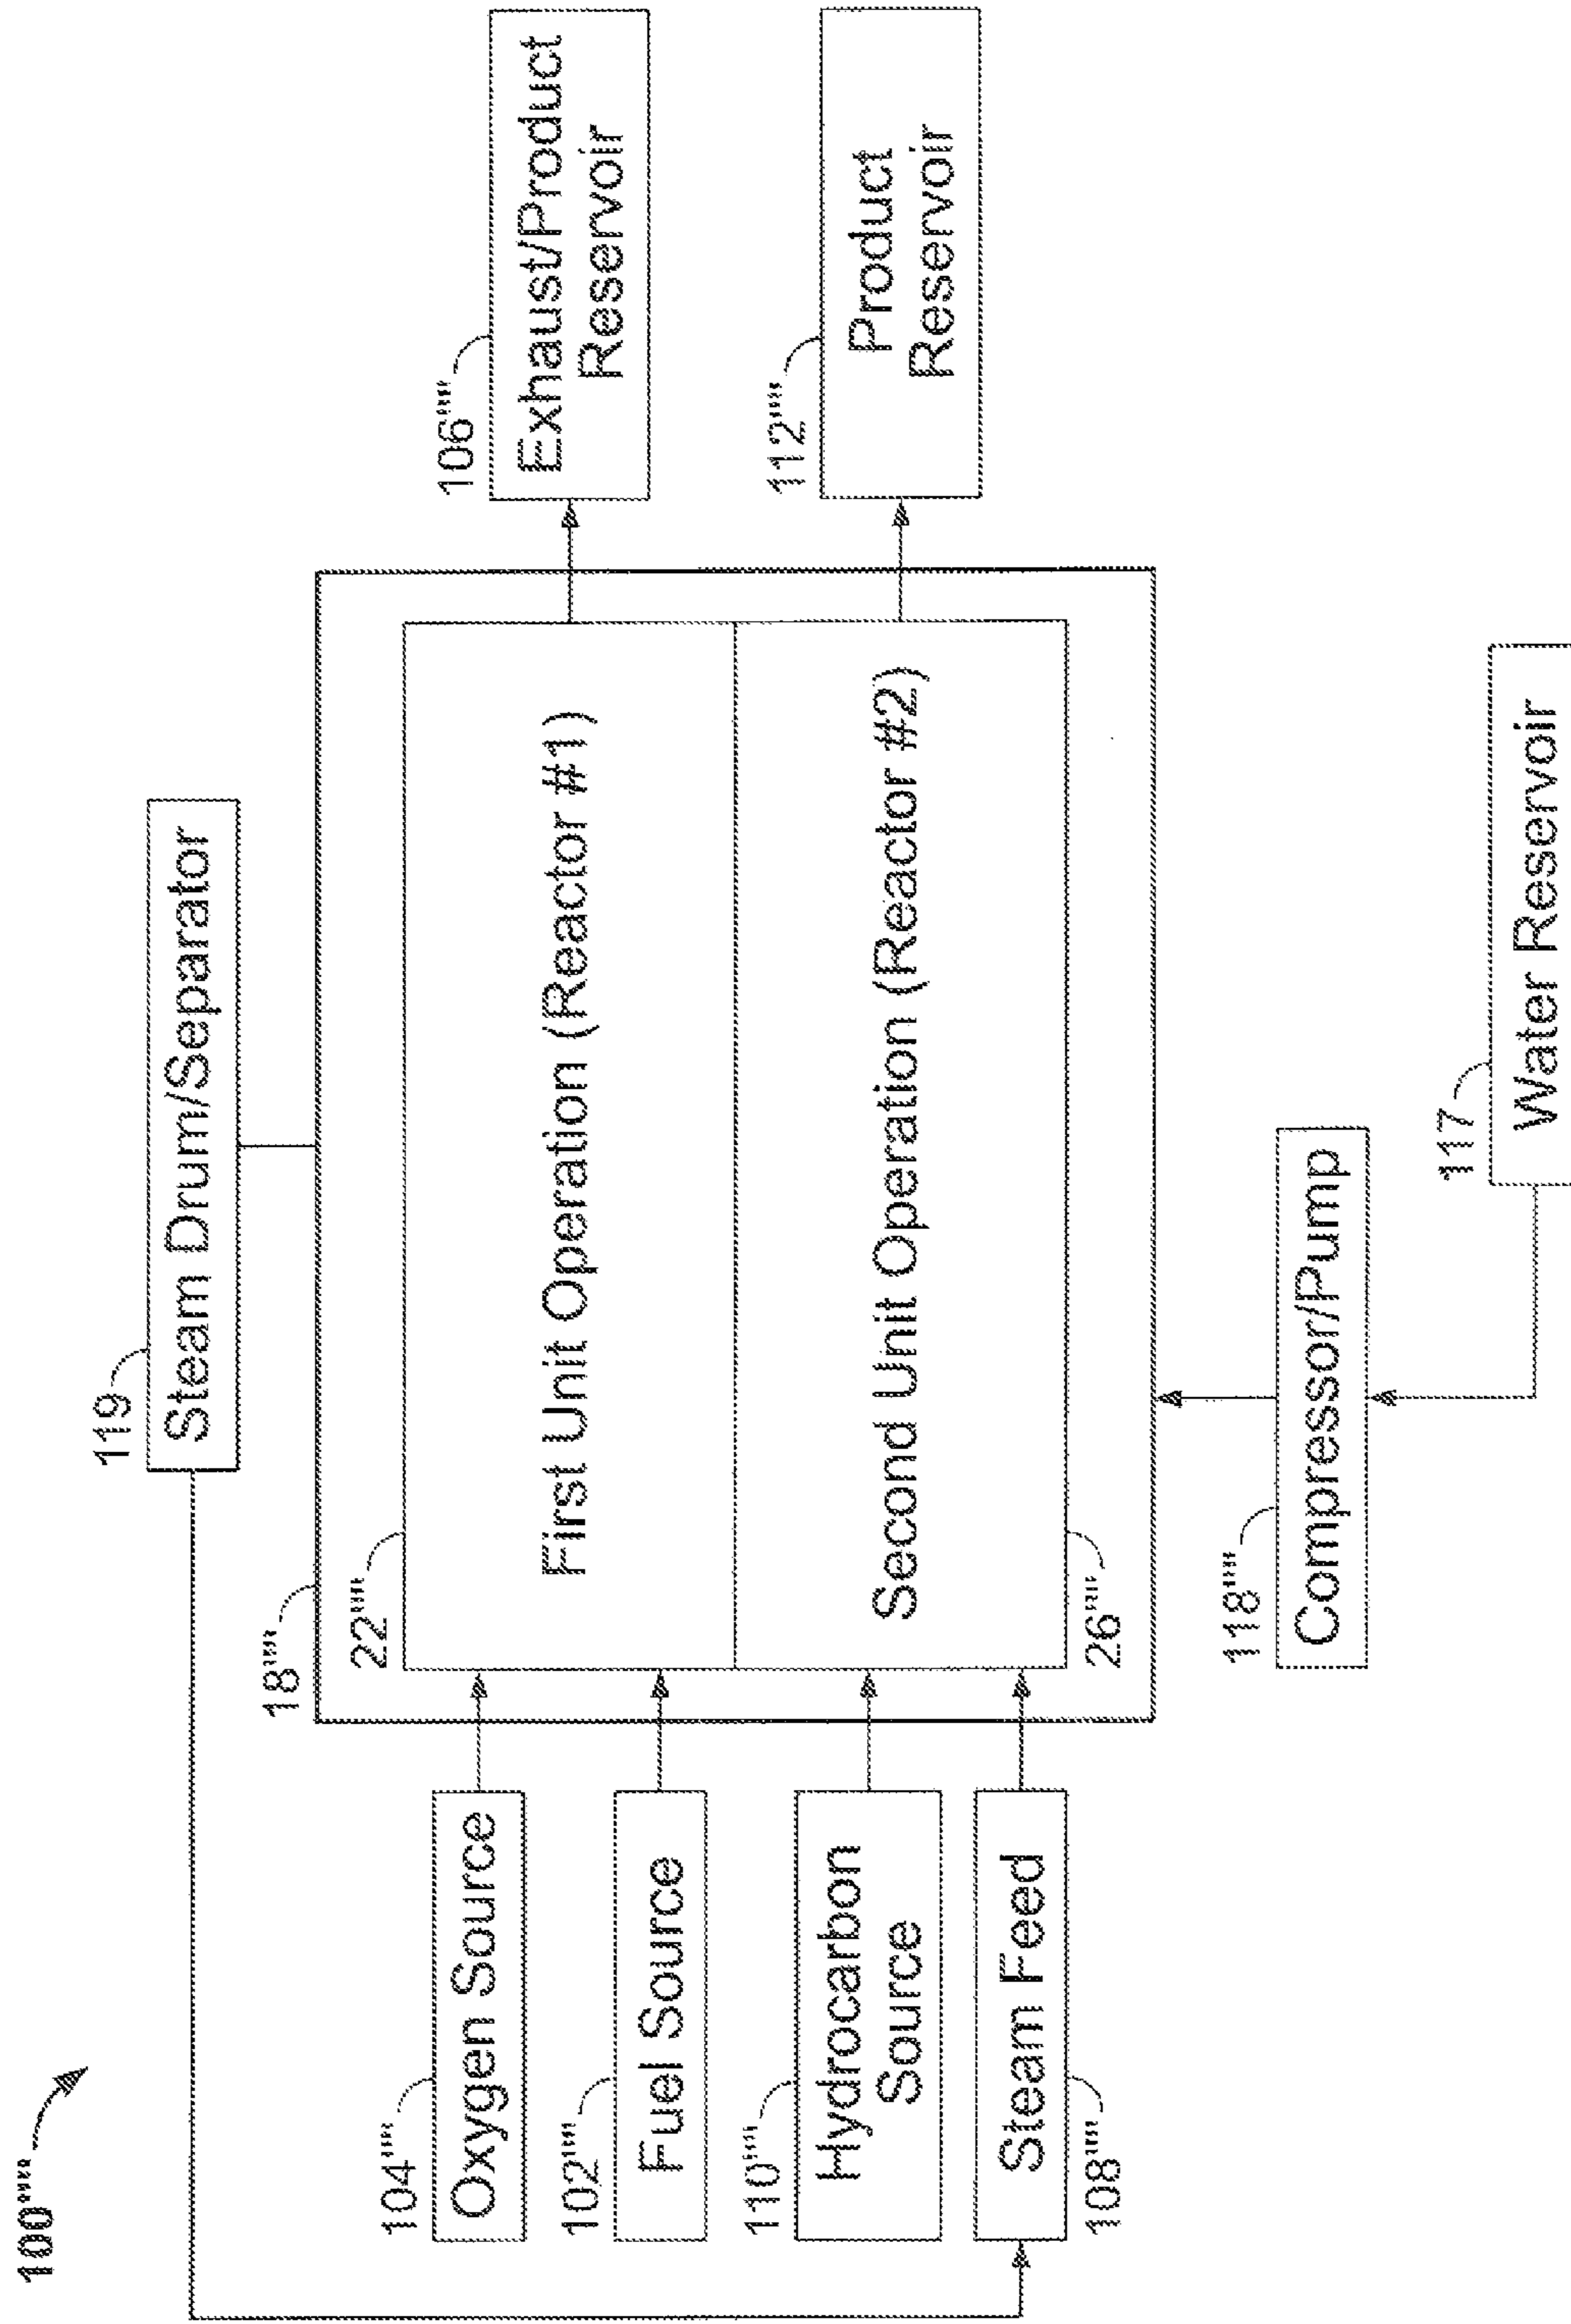 100""
119
Steam Drum/Separator
18""
104""
Oxygen Source
22""
First Unit Operation (Reactor #1)
106""
Exhaust/Product
Reservoir
102""
Fuel Source
110""
Hydrocarbon
Source
Second Unit Operation (Reactor #2)
26""
112""
Product
Reservoir
Steam Feed
108""
118""
Compressor/Pump
117
Water Reservoir